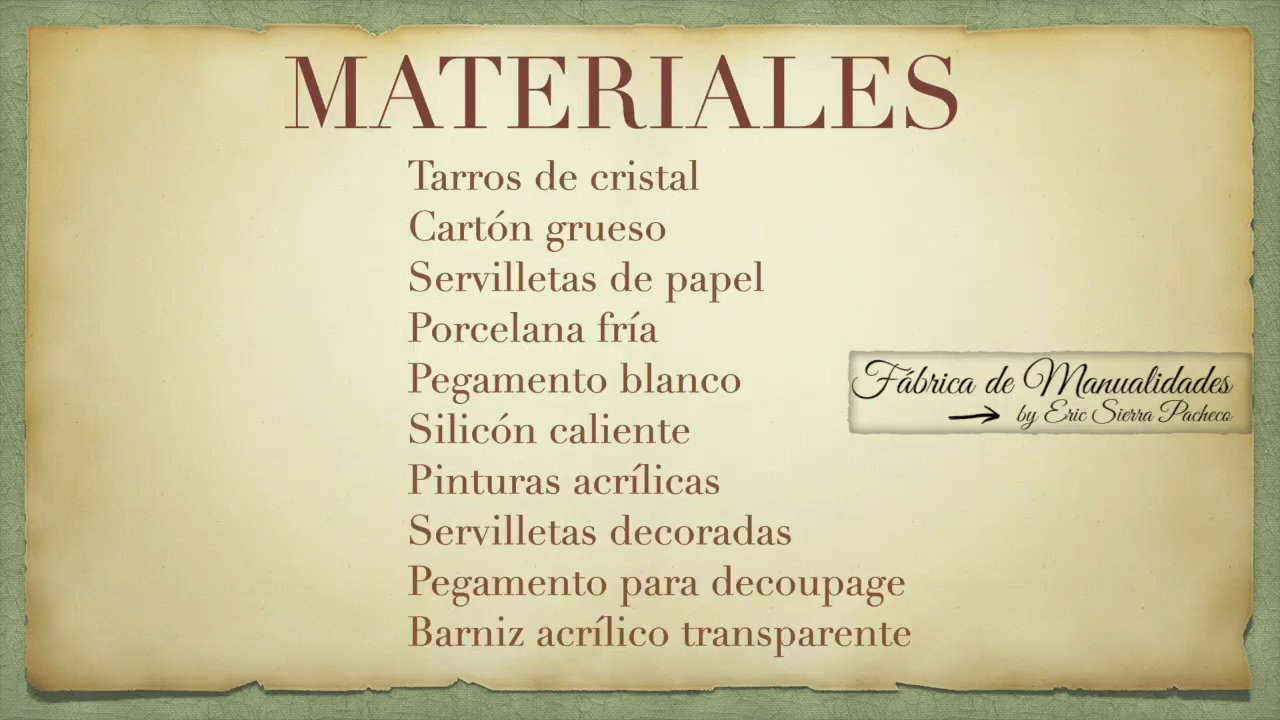 MATERIALES
Tarros de cristal
Cartón grueso
Servilletas de papel
Porcelana fría
Pegamento blanco
Silicón caliente
Pinturas acrílicas
Servilletas decoradas
Pegamento para decoupage
Barniz acrílico transparente
Fábrica de Manualidades
by Eric Sierra Pacheco